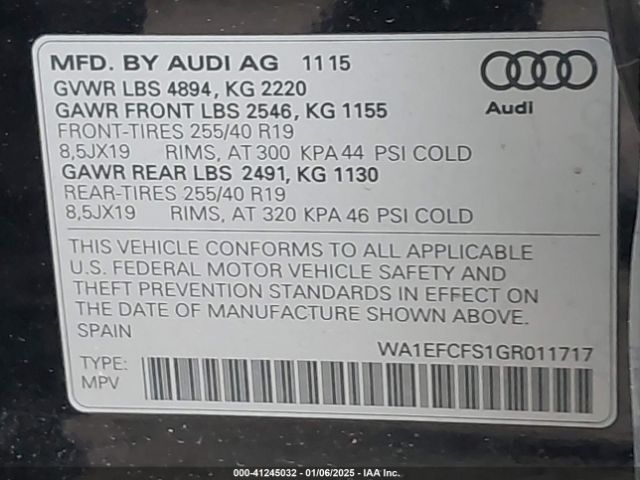 MFD. BY AUDI AG 11 15
GVWR LBS 4894, KG 2220
GAWR FRONT LBS 2546, KG 1155
FRONT-TIRES 255/40 R19
8,5JX19 RIMS, AT 300 KPA 44 PSI COLD
GAWR REAR LBS 2491, KG 1130
REAR-TIRES 255/40 R19
8,5JX19 RIMS, AT 320 KPA 46 PSI COLD
Audi
THIS VEHICLE CONFORMS TO ALL APPLICABLE
U.S. FEDERAL MOTOR VEHICLE SAFETY AND
THEFT PREVENTION STANDARDS IN EFFECT ON
THE DATE OF MANUFACTURE SHOWN ABOVE.
SPAIN
WA1EFCFS1GR011717
TYPE:
MPV
000-41245032 - 01/06/2025 - IAA Inc.